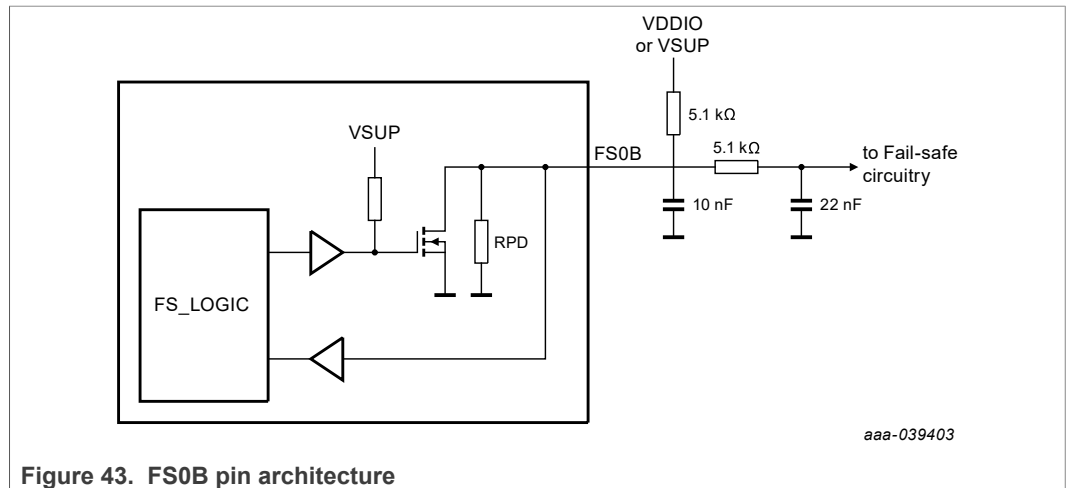 VDDIO
or VSUP
5.1 kΩ
VSUP
5.1 kΩ
FS0B
to Fail-safe
circuitry
10 nF
22 nF
RPD
FS_LOGIC
aaa-039403
Figure 43. FS0B pin architecture